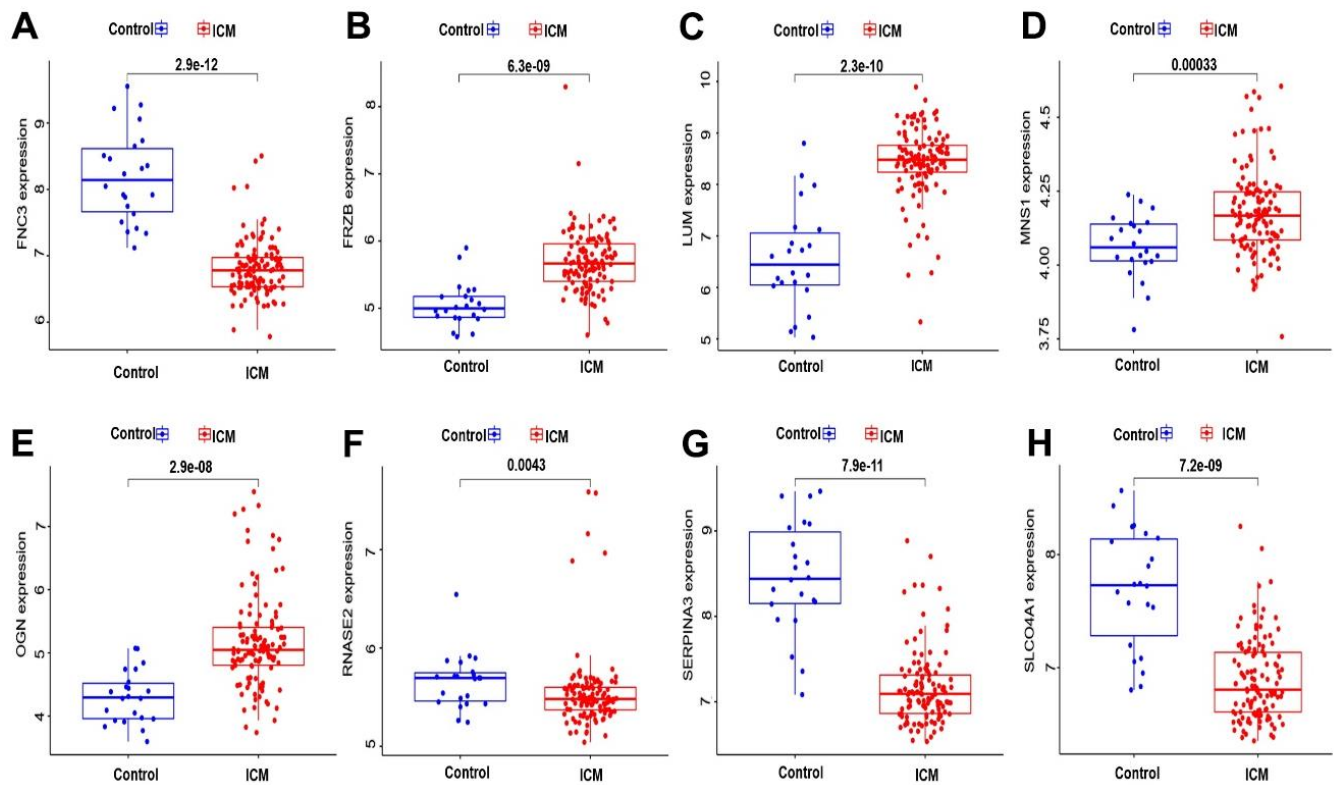 A
Control ICM
2.9e-12
FNC3 expression
9
8
7
6
Control ICM
B
Control ICM
6.3e-09
FRZB expression
8
7
6
5
Control ICM
C
Control ICM
2.3e-10
LUM expression
10
9
8
7
6
5
Control ICM
D
Control ICM
0.00033
MNS1 expression
4.5
4.25
4.00
3.75
Control ICM
E
Control ICM
2.9e-08
OGN expression
7
6
5
4
Control ICM
F
Control ICM
0.0043
RNASE2 expression
7
6
5
Control ICM
G
Control ICM
7.9e-11
SERPINA3 expression
9
8
7
Control ICM
H
Control ICM
7.2e-09
SLCO4A1 expression
8
7
Control ICM